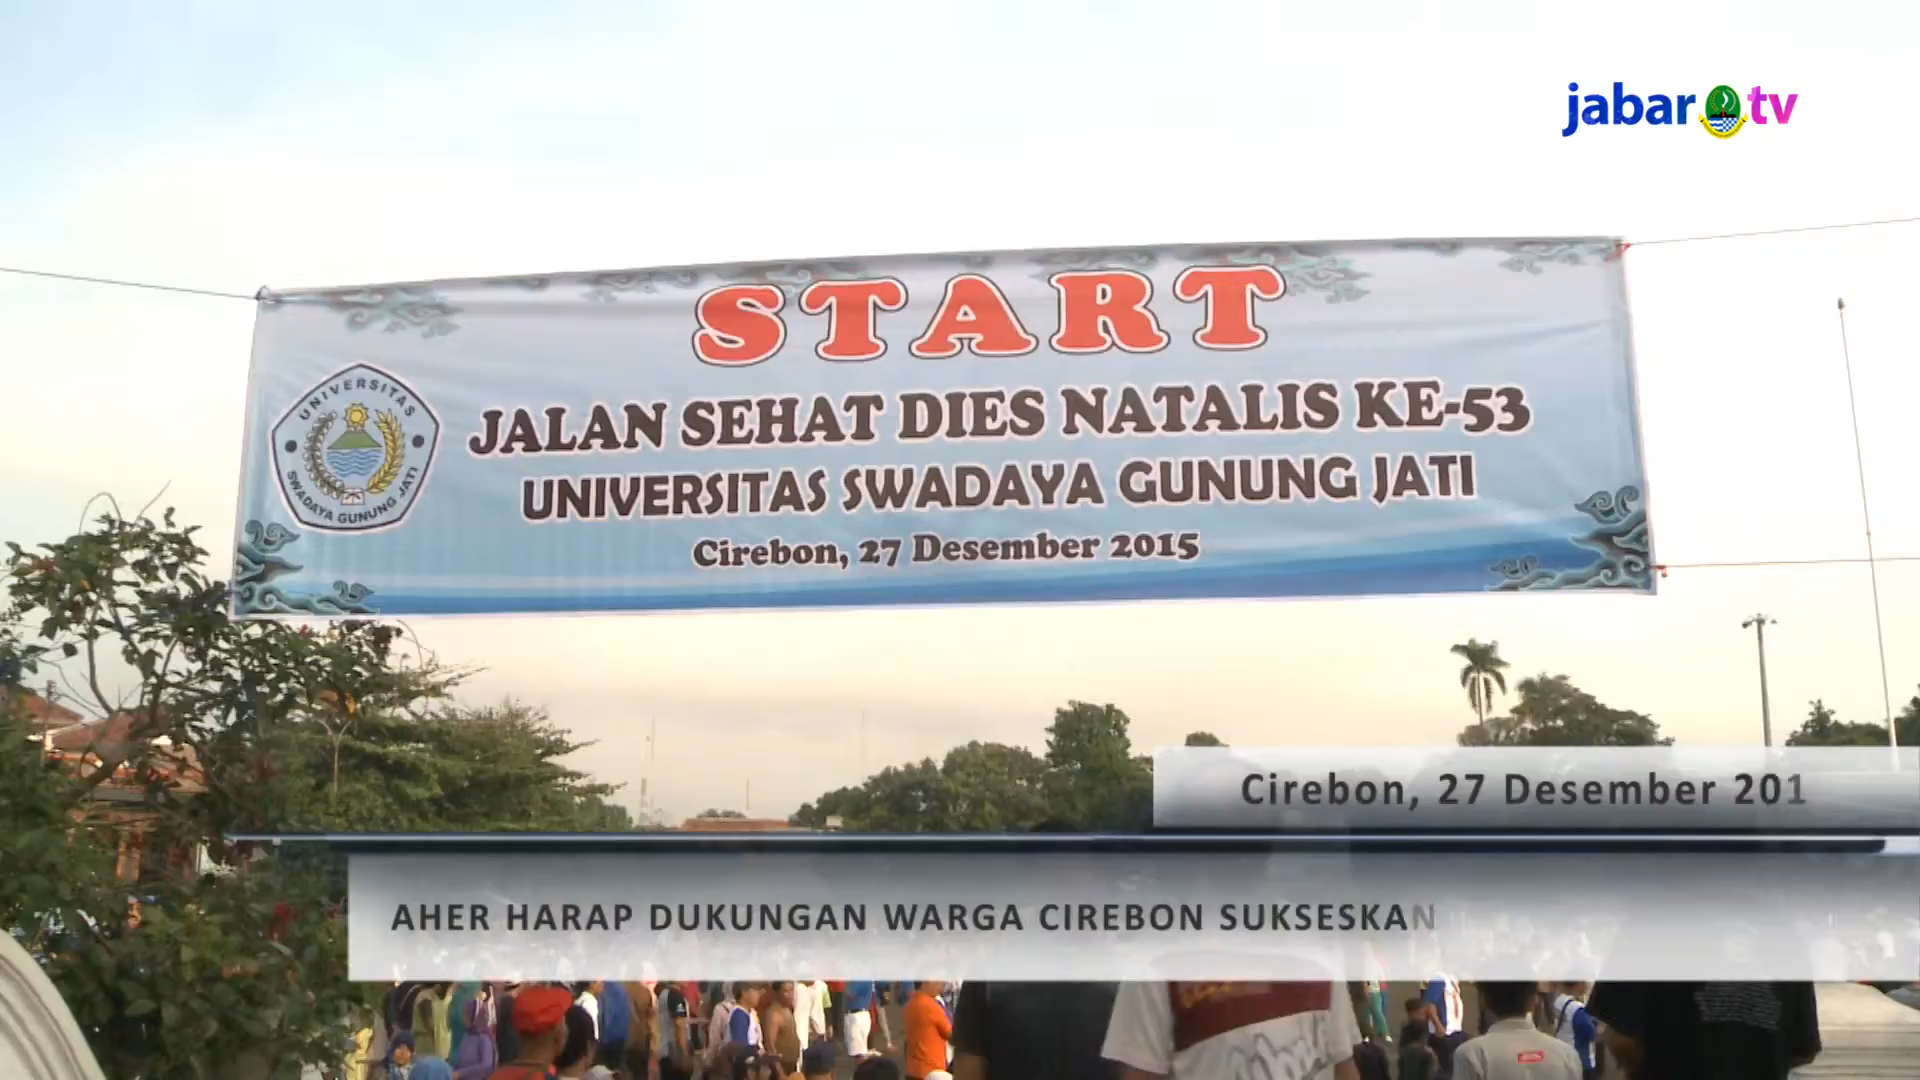 jabar tv
START
JALAN SEHAT DIES NATALIS KE-53
UNIVERSITAS SWADAYA GUNUNG JATI
Cirebon, 27 Desember 2015
UNIVERSITAS
SWADAYA GUNUNG JATI
Cirebon, 27 Desember 201
AHER HARAP DUKUNGAN WARGA CIREBON SUKSESKAN